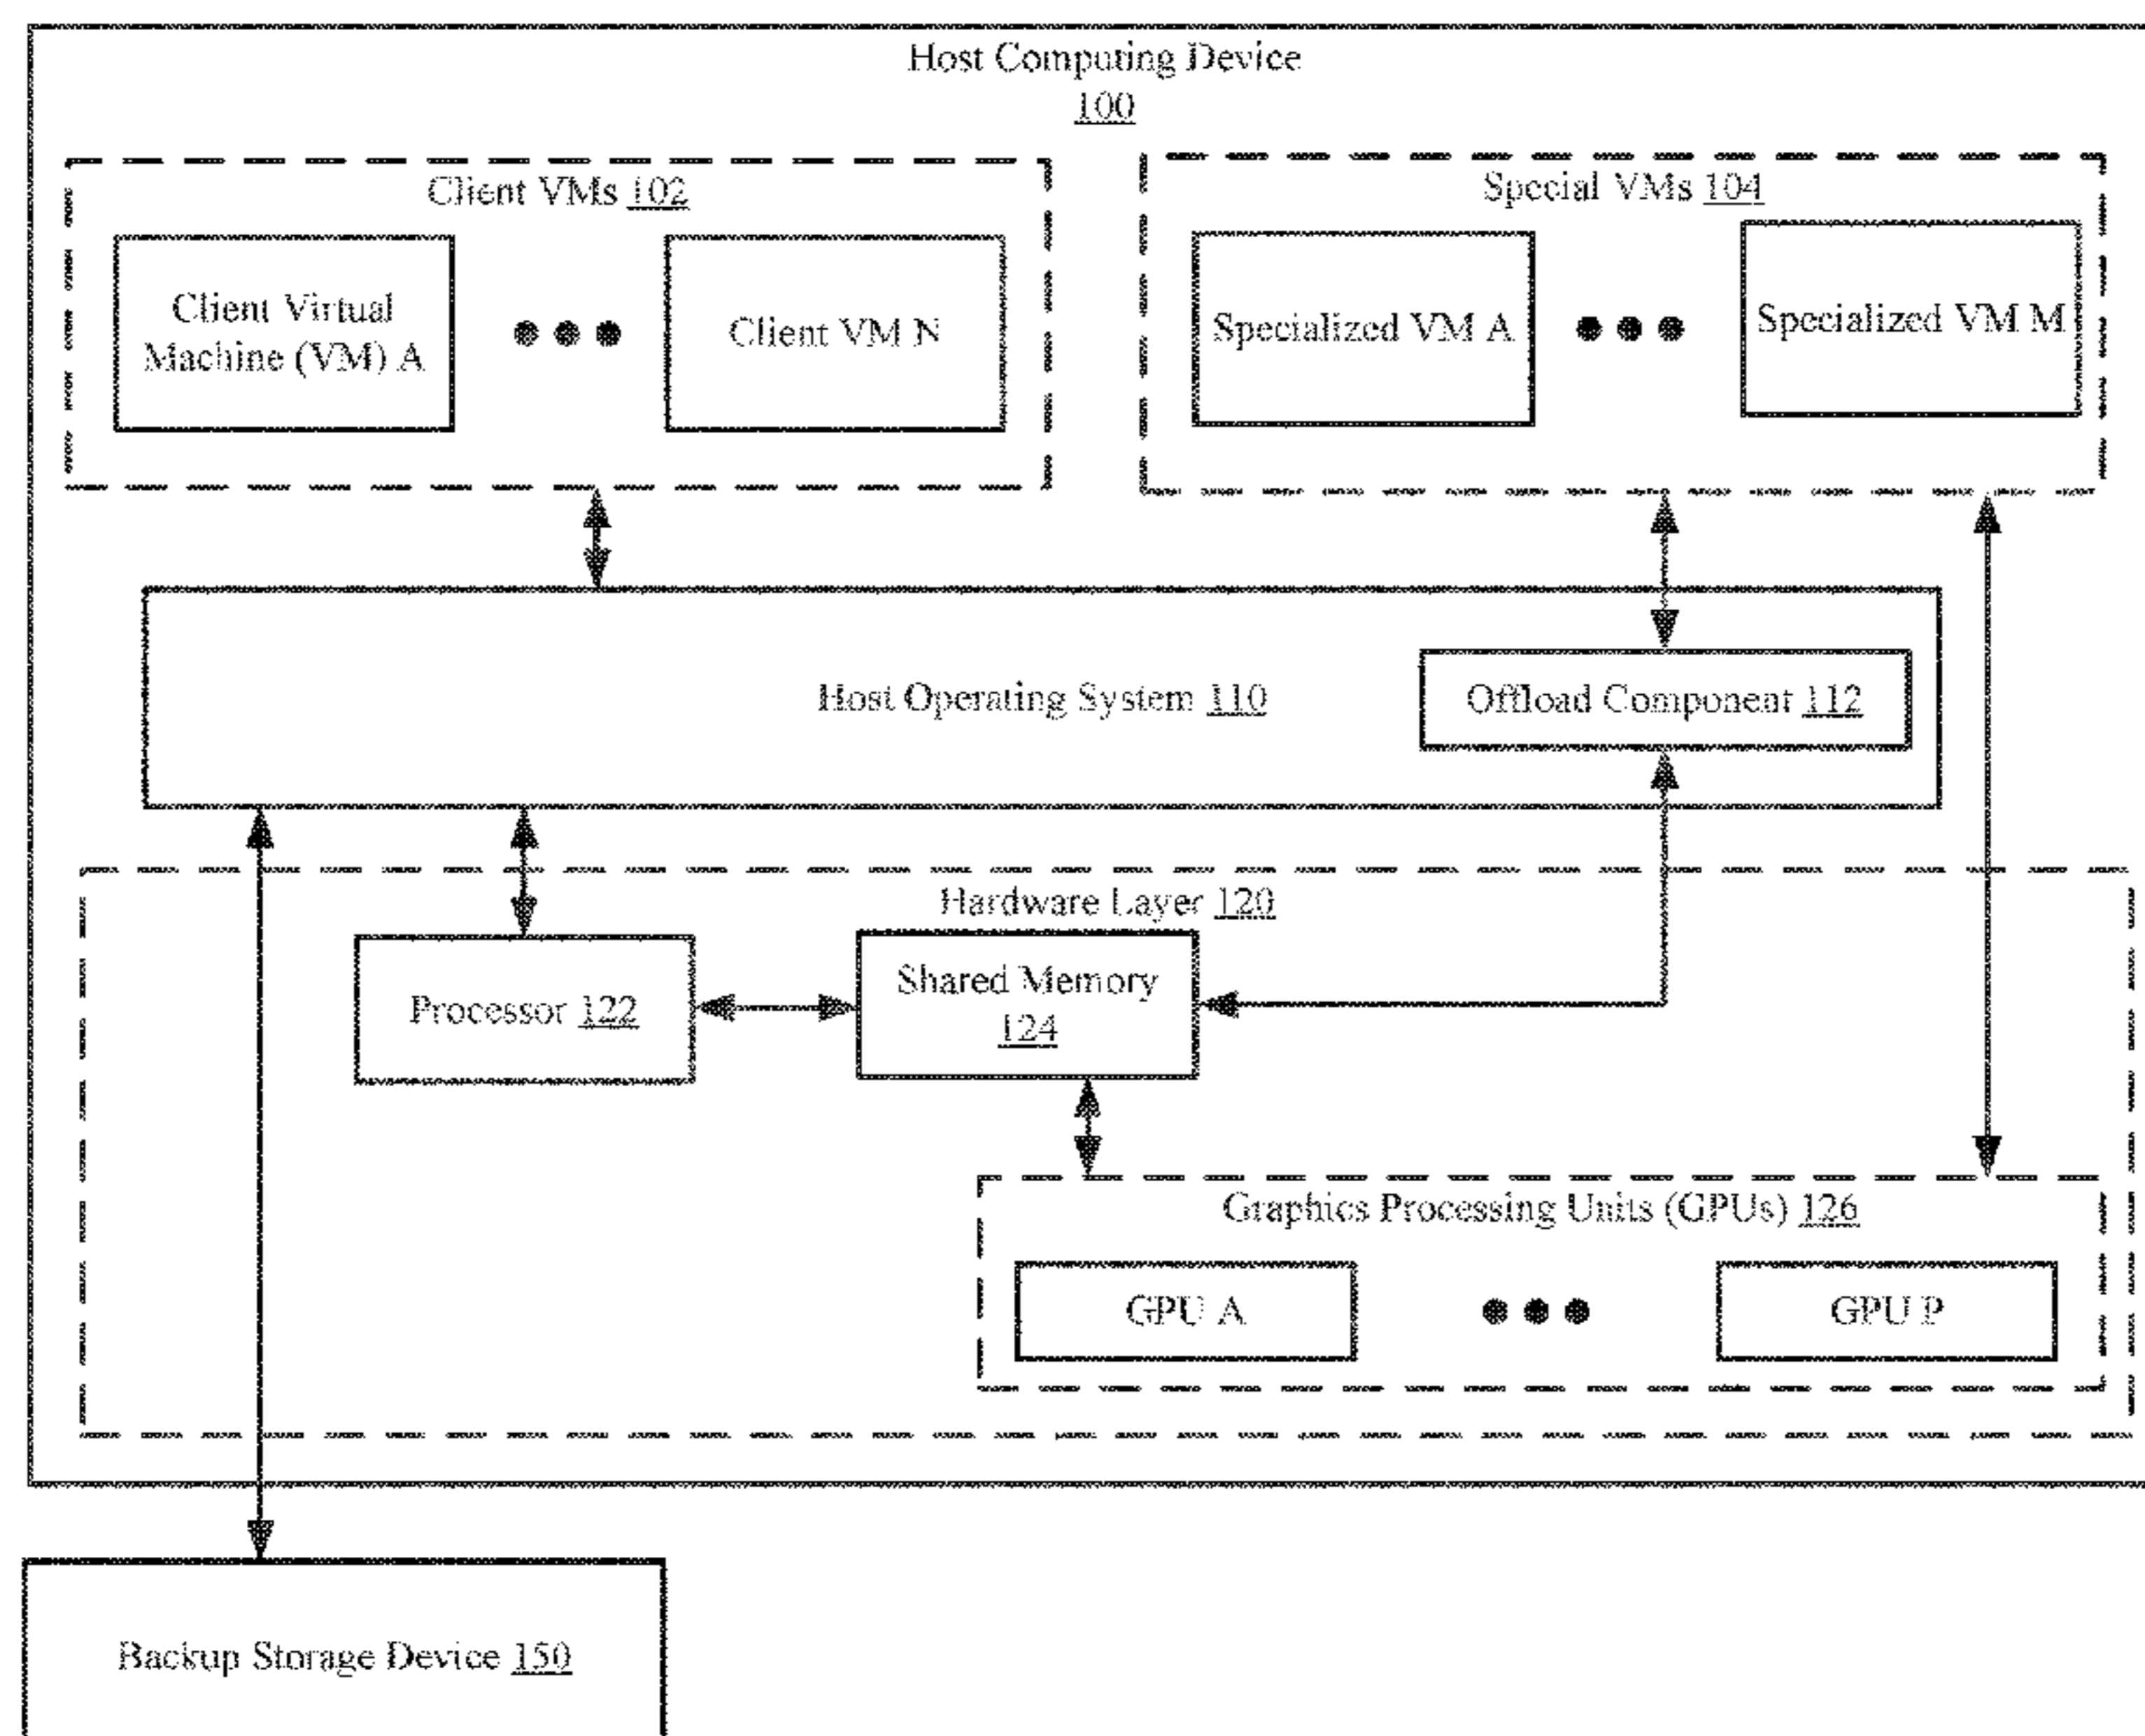 Host Computing Device
100
Client VMs 102
Special VMs 104
Client Virtual
Machine (VM) A
Client VM N
Specialized VM A
Specialized VM M
Host Operating System 110
Offload Component 112
Hardware Layer 120
Processor 122
Shared Memory
124
Graphics Processing Units (GPUs) 126
GPU A
GPU P
Backup Storage Device 150